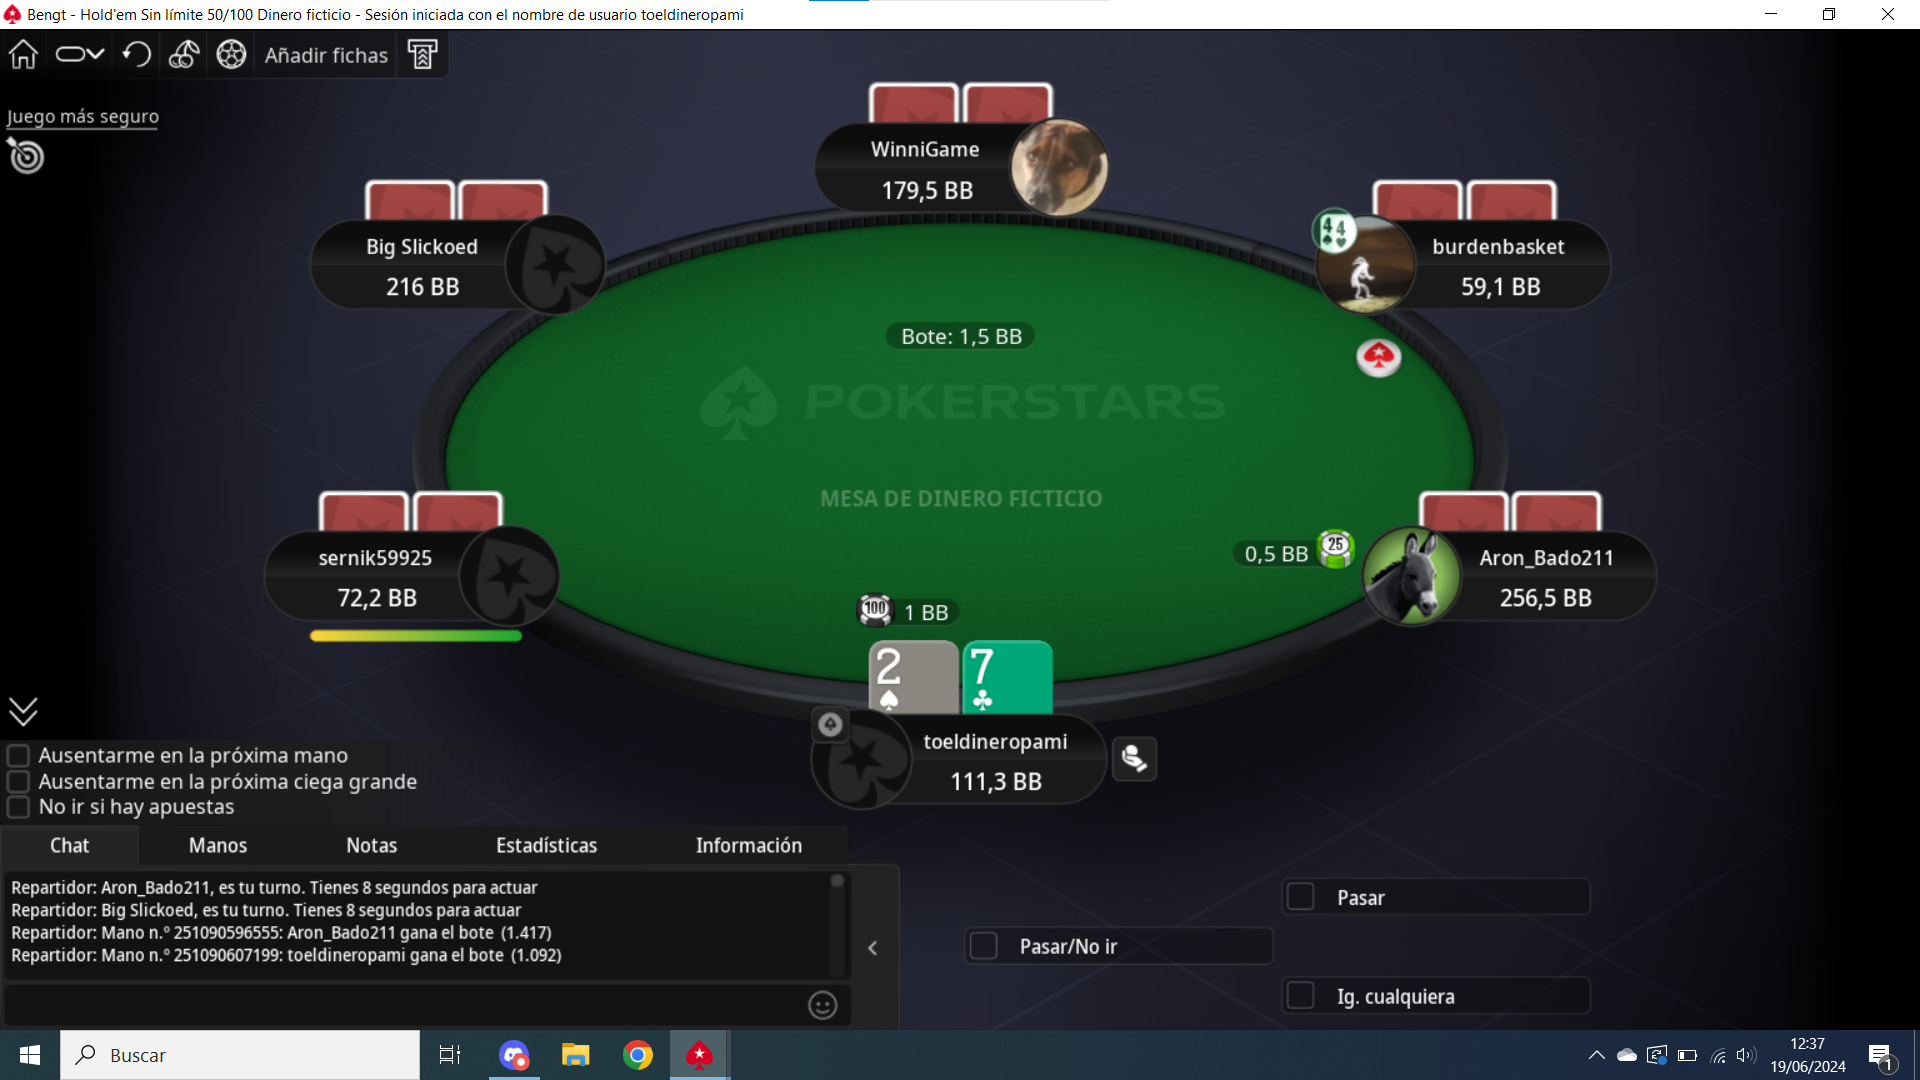 Bengt - Hold'em Sin límite 50/100 Dinero ficticio - Sesión iniciada con el nombre de usuario toeldineropami
Añadir fichas
Juego más seguro
WinniGame
179,5 BB
Big Slickoed
216 BB
4 4
burdenbasket
59,1 BB
Bote: 1,5 BB
POKERSTARS
MESA DE DINERO FICTICIO
sernik59925
72,2 BB
0,5 BB
25
Aron_Bado211
256,5 BB
100
1 BB
2
7
toeldineropami
111,3 BB
Ausentarme en la próxima mano
Ausentarme en la próxima ciega grande
No ir si hay apuestas
Chat
Manos
Notas
Estadísticas
Información
Repartidor: Aron_Bado211, es tu turno. Tienes 8 segundos para actuar
Repartidor: Big Slickoed, es tu turno. Tienes 8 segundos para actuar
Repartidor: Mano n.º 251090596555: Aron_Bado211 gana el bote (1.417)
Repartidor: Mano n.º 251090607199: toeldineropami gana el bote (1.092)
Pasar
Pasar/No ir
Ig. cualquiera
Buscar
12:37
19/06/2024
1